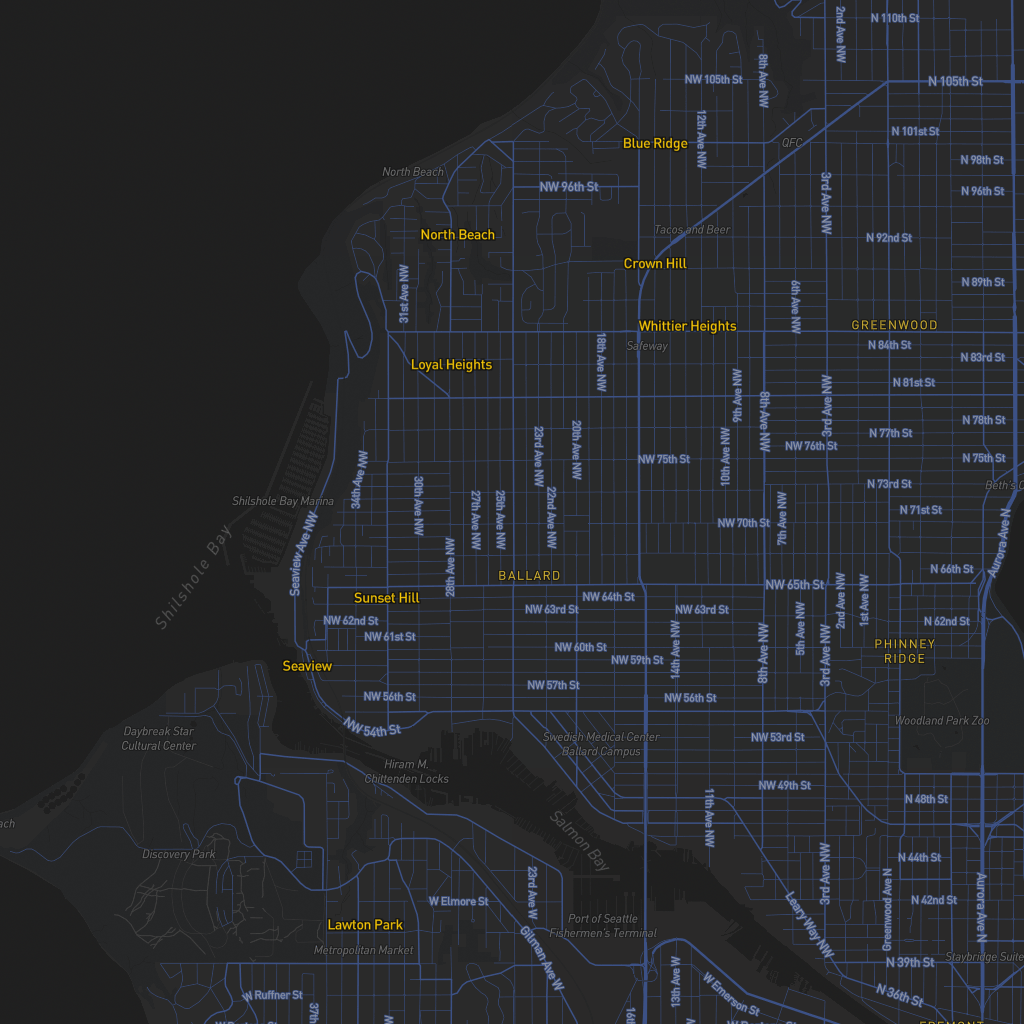 N 110th St
2nd Ave NW
8th Ave NW
NW 105th St
N 105th St
12th Ave NW
N 101st St
Blue Ridge
QFC
N 98th St
North Beach
NW 96th St
N 96th St
3rd Ave NW
Tacos and Beer
North Beach
N 92nd St
Crown Hill
31st Ave NW
6th Ave NW
N 89th St
Whittier Heights
GREENWOOD
Safeway
N 84th St
18th Ave NW
N 83rd St
Loyal Heights
N 81st St
9th Ave NW
3rd Ave NW
8th Ave NW
N 78th St
N 77th St
23rd Ave NW
20th Ave NW
NW 76th St
10th Ave NW
NW 75th St
N 75th St
34th Ave NW
N 73rd St
Beth's C
30th Ave NW
Shilshole Bay Marina
27th Ave NW
25th Ave NW
22nd Ave NW
7th Ave NW
N 71st St
NW 70th St
Aurora Ave N
Seaview Ave NW
Shilshole Bay
28th Ave NW
BALLARD
N 66th St
NW 65th St
2nd Ave NW
1st Ave NW
Sunset Hill
NW 64th St
NW 63rd St
NW 63rd St
NW 62nd St
N 62nd St
5th Ave NW
NW 61st St
14th Ave NW
8th Ave NW
3rd Ave NW
NW 60th St
PHINNEY
RIDGE
NW 59th St
Seaview
NW 57th St
NW 56th St
NW 56th St
Woodland Park Zoo
NW 54th St
Daybreak Star
Cultural Center
Swedish Medical Center
Ballard Campus
NW 53rd St
Hiram M.
Chittenden Locks
NW 49th St
N 48th St
11th Ave NW
ach
Salmon Bay
Discovery Park
N 44th St
3rd Ave NW
23rd Ave W
Greenwood Ave N
Aurora Ave N
W Elmore St
N 42nd St
Leary Way NW
Lawton Park
Port of Seattle
Fishermen's Terminal
Gilman Ave W
Metropolitan Market
Staybridge Suite
N 39th St
13th Ave W
W Emerson St
W Ruffner St
N 36th St
37th
16th
W
W
FREMONT